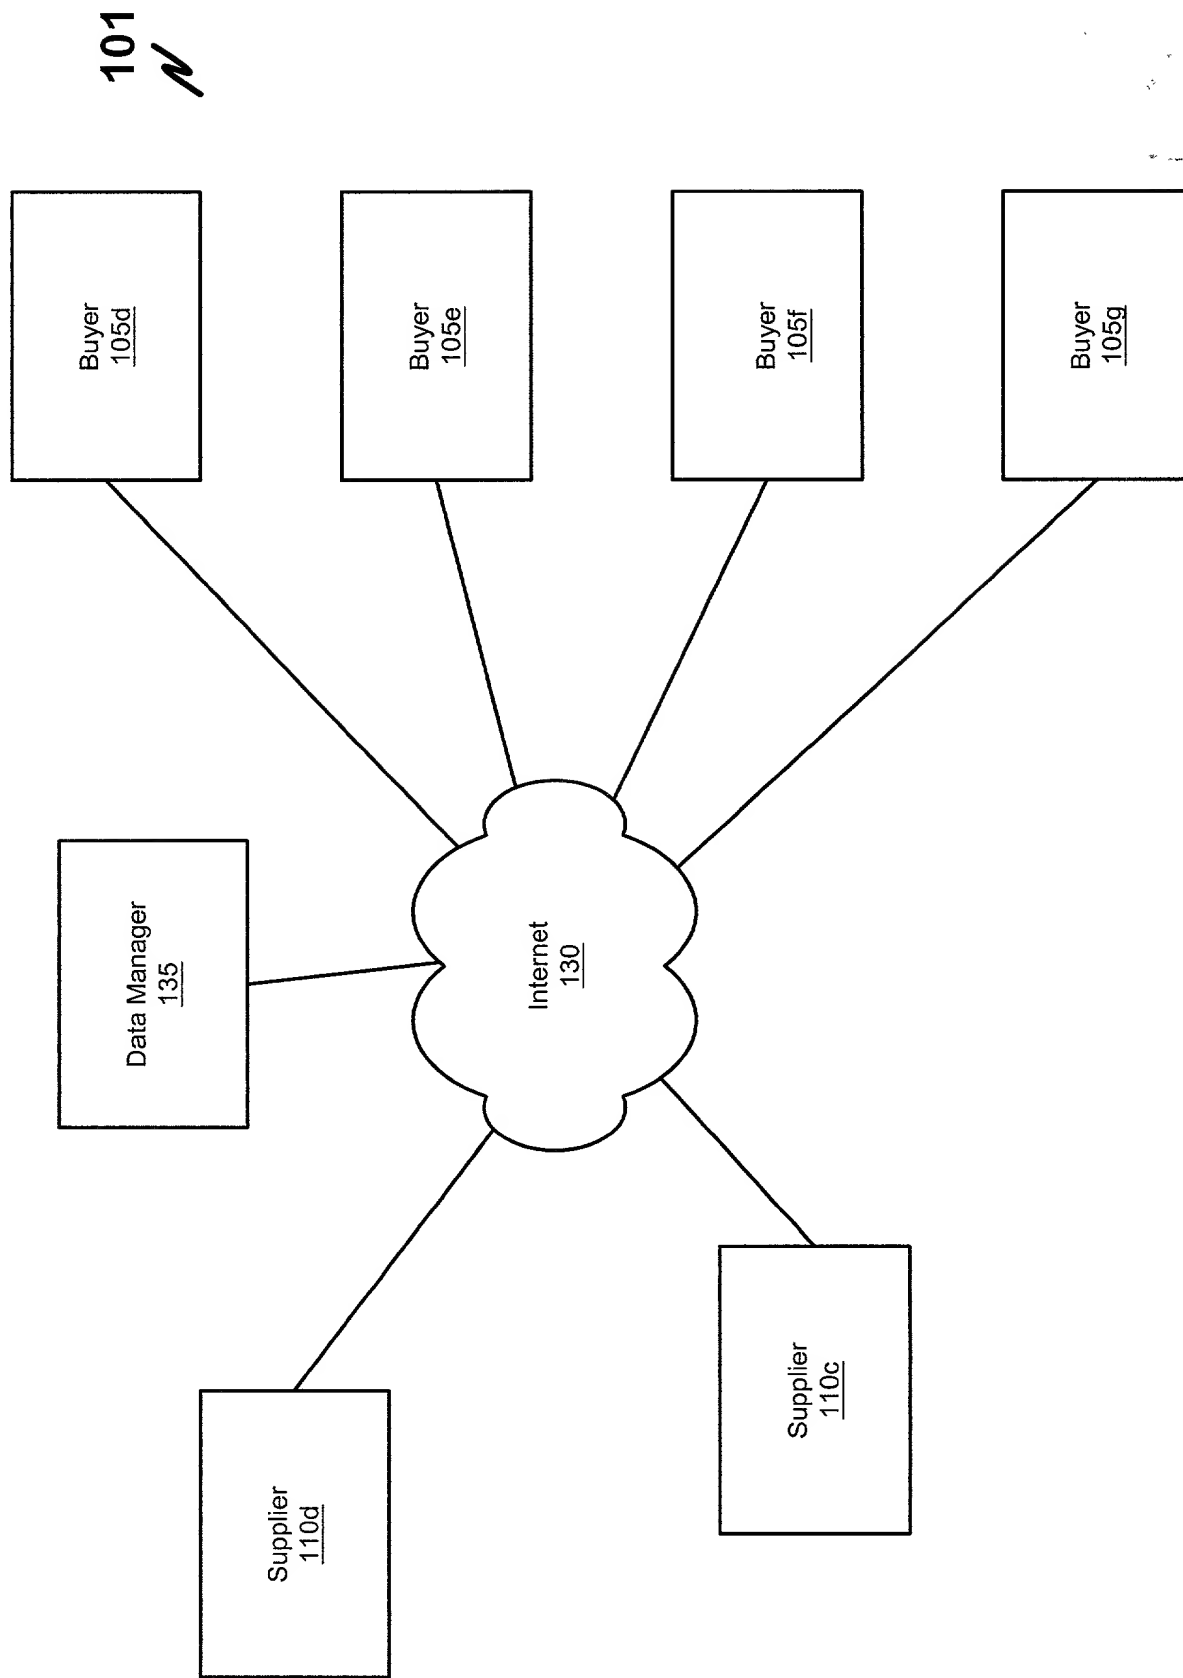 101
Data Manager
135
Buyer
105d
Supplier
110d
Buyer
105e
Internet
130
Buyer
105f
Supplier
110c
Buyer
105g